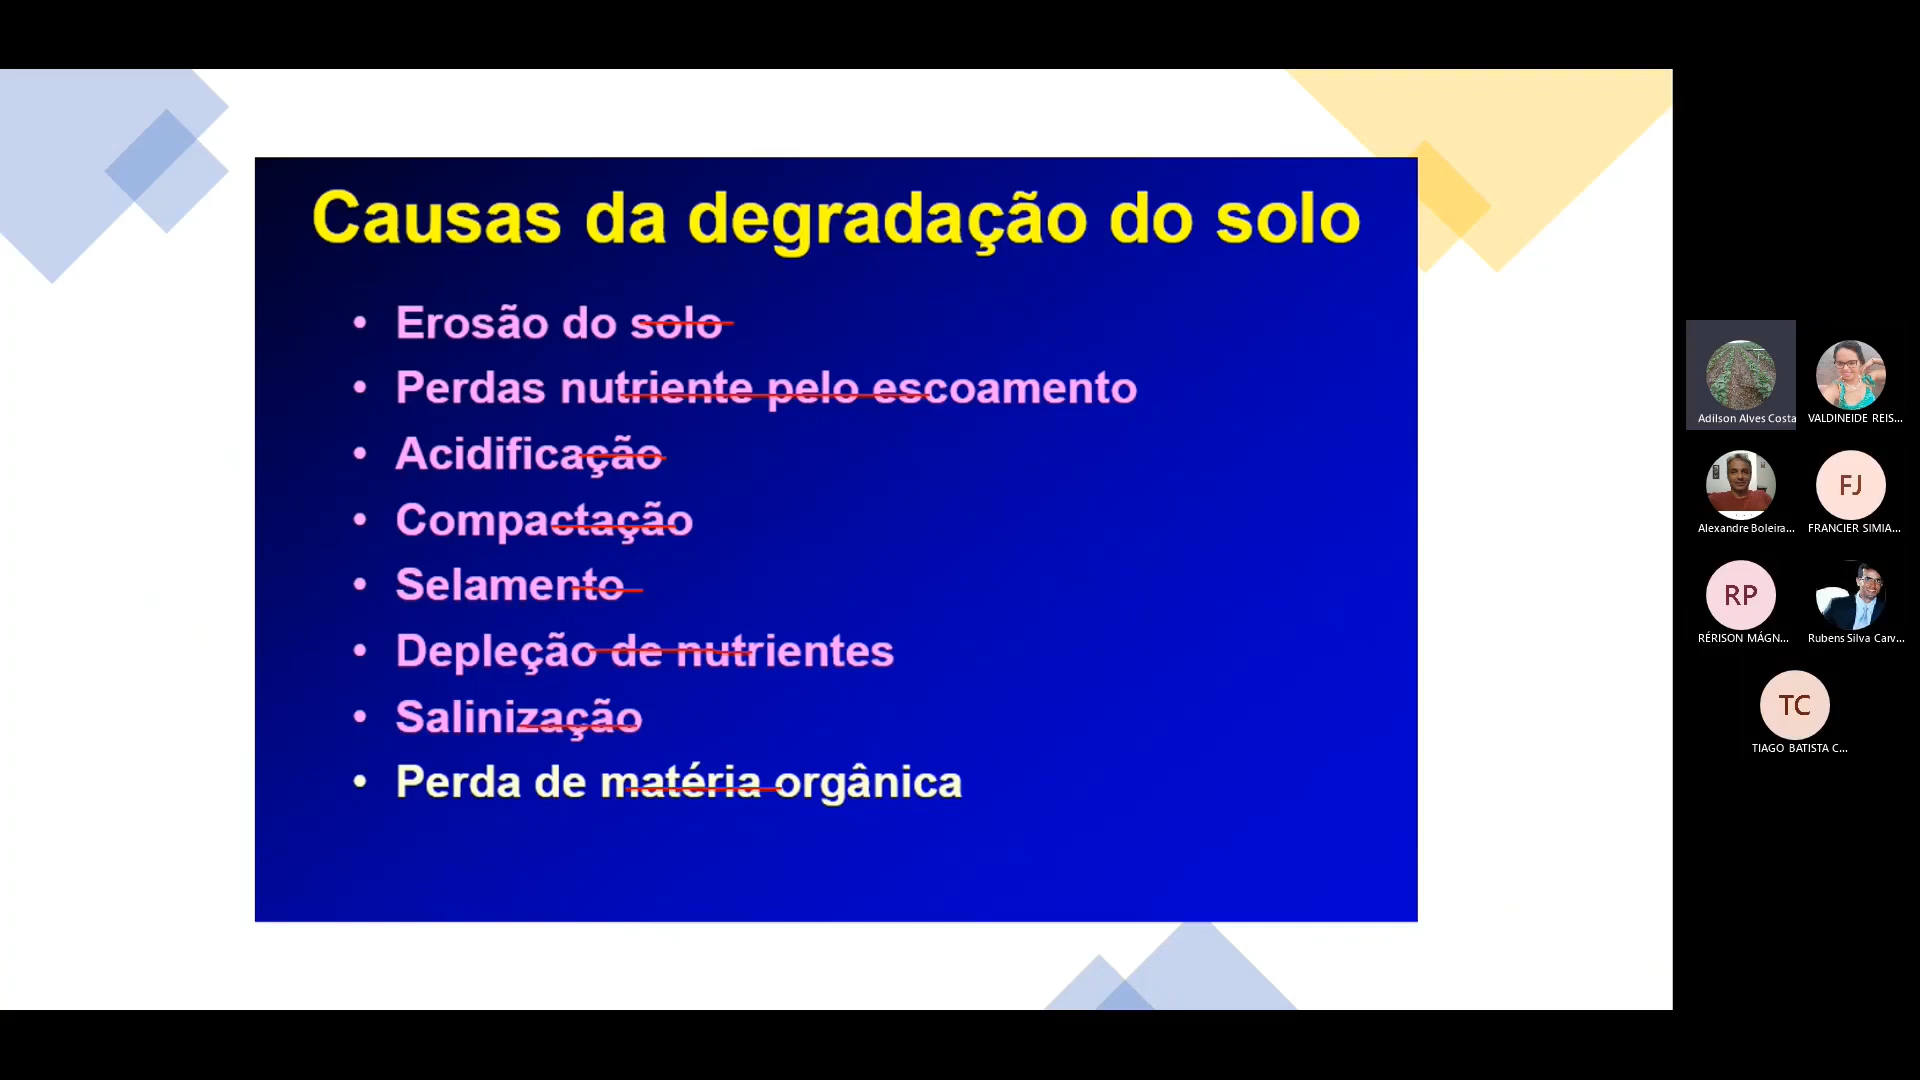 Causas da degradação do solo
• Erosão do solo
• Perdas nutriente pelo escoamento
• Acidificação
• Compactação
• Selamento
• Depleção de nutrientes
• Salinização
• Perda de matéria orgânica
Adilson Alves Costa
VALDINEIDE REIS...
Alexandre Boleira...
FJ
FRANCIER SIMIA...
RP
RÉRISON MÁGN...
Rubens Silva Carv...
TC
TIAGO BATISTA C...